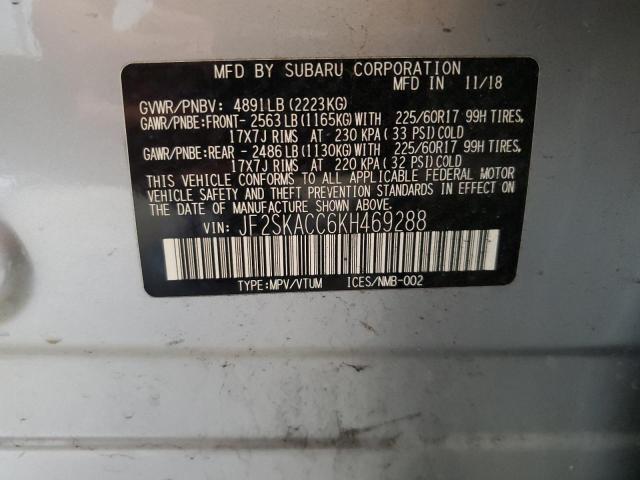 MFD BY SUBARU CORPORATION
MFD IN 11/18
GVWR/PNBV: 4891LB (2223KG)
GAWR/PNBE:FRONT- 2563 LB (1165KG)WITH 225/60R17 99H TIRES,
17X7J RIMS AT 230 KPA (33 PSI)COLD
GAWR/PNBE:REAR - 2486 LB (1130KG)WITH 225/60R17 99H TIRES,
17X7J RIMS AT 220 KPA (32 PSI)COLD
THIS VEHICLE CONFORMS TO ALL APPLICABLE FEDERAL MOTOR
VEHICLE SAFETY AND THEFT PREVENTION STANDARDS IN EFFECT ON
THE DATE OF MANUFACTURE SHOWN ABOVE.
VIN: JF2SKACC6KH469288
TYPE:MPV/VTUM ICES/NMB-002